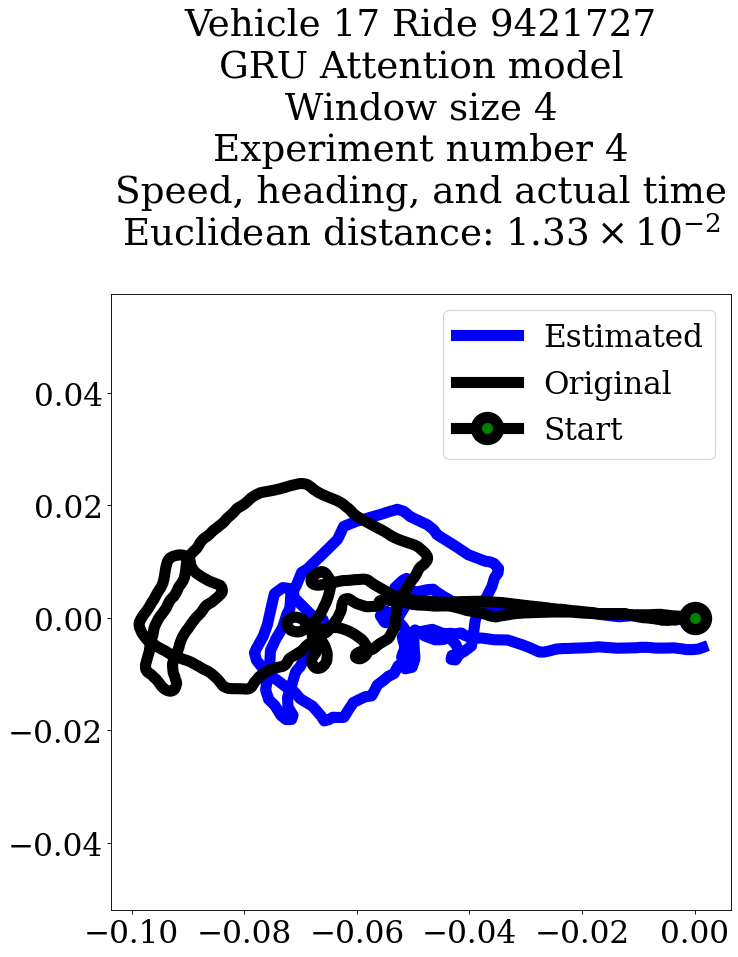 Vehicle 17 Ride 9421727
GRU Attention model
Window size 4
Experiment number 4
Speed, heading, and actual time
Euclidean distance: 1.33 × 10⁻²
Estimated
Original
Start
0.04
0.02
0.00
−0.02
−0.04
−0.10 −0.08 −0.06 −0.04 −0.02 0.00